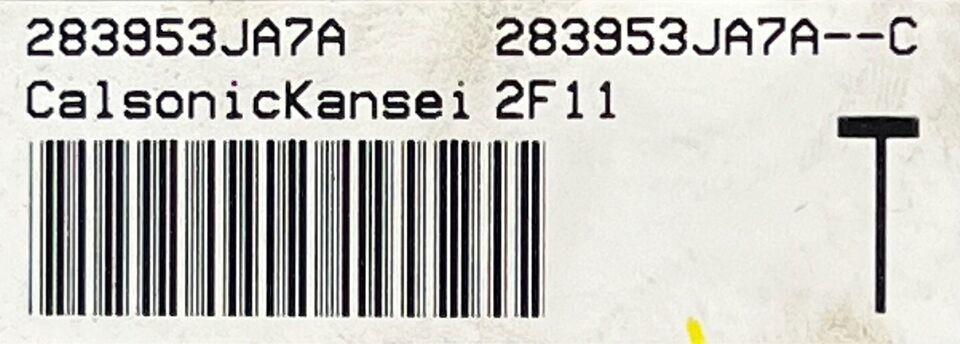 283953JA7A 283953JA7A--C
CalsonicKansei 2F11
T